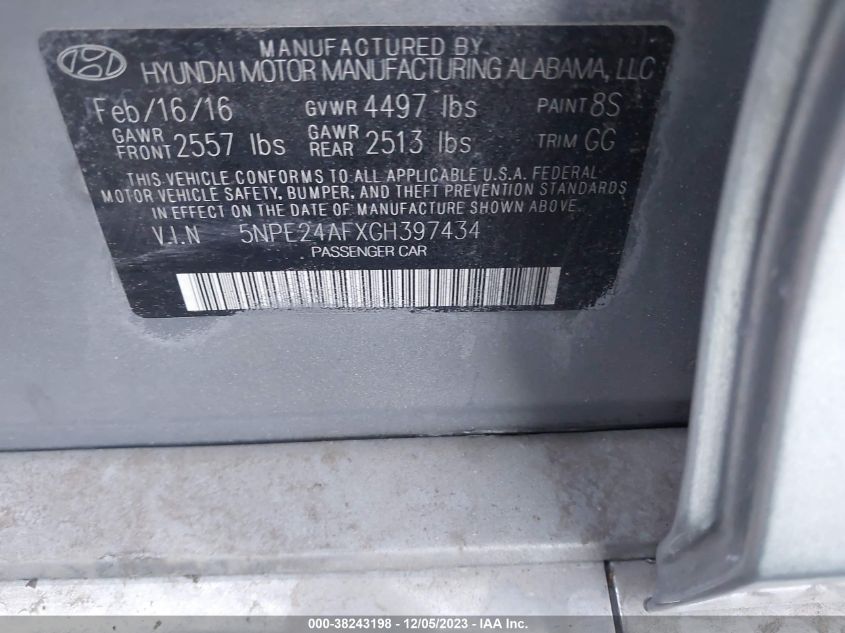 MANUFACTURED BY
HYUNDAI MOTOR MANUFACTURING ALABAMA, LLC
Feb/16/16 GVWR 4497 lbs PAINT 8S
GAWR FRONT 2557 lbs GAWR REAR 2513 lbs TRIM GG
THIS VEHICLE CONFORMS TO ALL APPLICABLE U.S.A. FEDERAL
MOTOR VEHICLE SAFETY, BUMPER, AND THEFT PREVENTION STANDARDS
IN EFFECT ON THE DATE OF MANUFACTURE SHOWN ABOVE.
V.I.N 5NPE24AFXGH397434
PASSENGER CAR
000-38243198 - 12/05/2023 - IAA Inc.